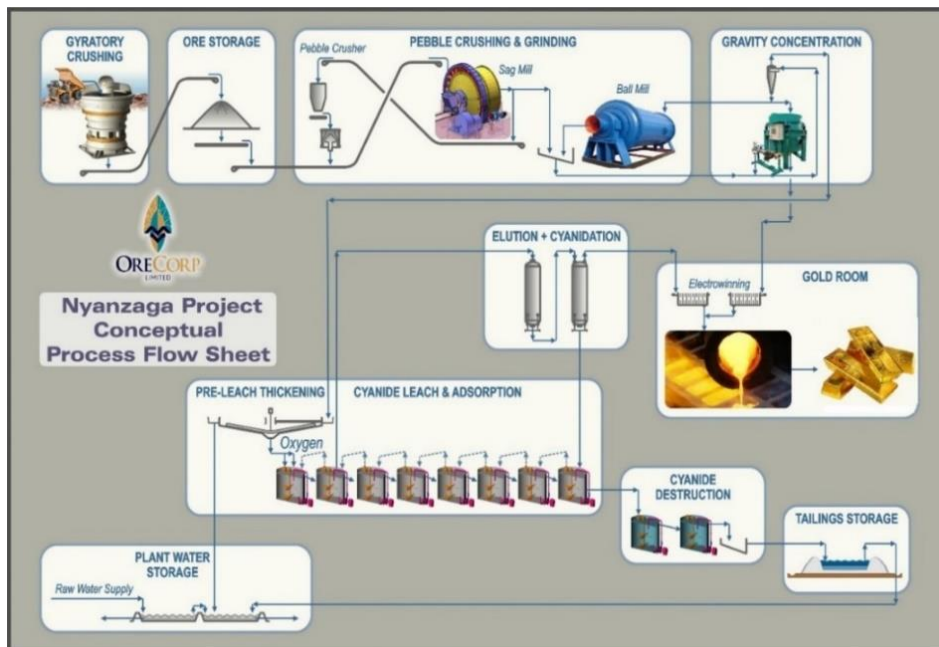 GYRATORY
CRUSHING
ORE STORAGE
PEBBLE CRUSHING & GRINDING
Pebble Crusher
Sag Mill
Ball Mill
GRAVITY CONCENTRATION
ORECORP
LIMITED
Nyanzaga Project
Conceptual
Process Flow Sheet
ELUTION + CYANIDATION
GOLD ROOM
Electrowinning
PRE-LEACH THICKENING
CYANIDE LEACH & ADSORPTION
Oxygen
CYANIDE
DESTRUCTION
TAILINGS STORAGE
PLANT WATER
STORAGE
Raw Water Supply